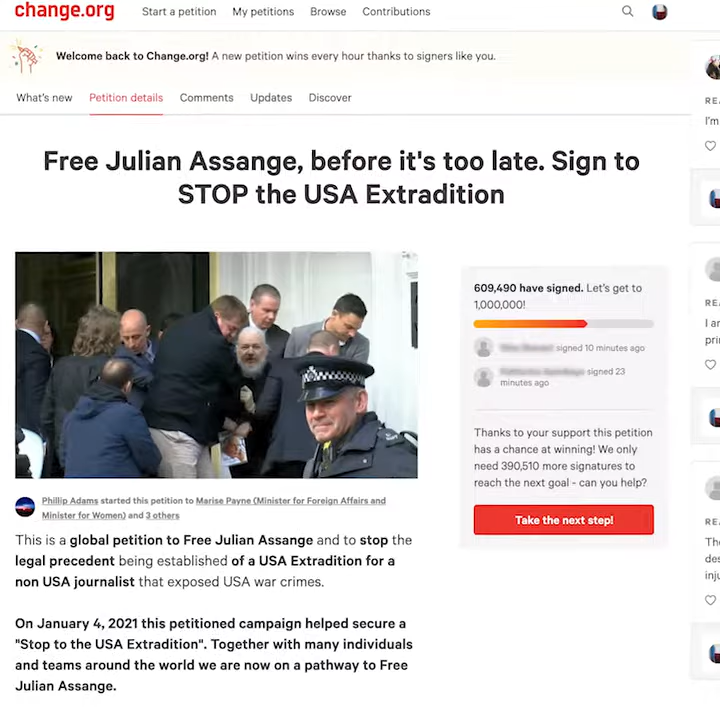 change.org
Start a petition My petitions Browse Contributions
Welcome back to Change.org! A new petition wins every hour thanks to signers like you.
What's new Petition details Comments Updates Discover
Free Julian Assange, before it's too late. Sign to
STOP the USA Extradition
609,490 have signed. Let's get to
1,000,000!
signed 10 minutes ago
signed 23
minutes ago
Thanks to your support this petition
has a chance at winning! We only
need 390,510 more signatures to
reach the next goal - can you help?
Take the next step!
Phillip Adams started this petition to Marise Payne (Minister for Foreign Affairs and
Minister for Women) and 3 others
This is a global petition to Free Julian Assange and to stop the
legal precedent being established of a USA Extradition for a
non USA journalist that exposed USA war crimes.
On January 4, 2021 this petitioned campaign helped secure a
"Stop to the USA Extradition". Together with many individuals
and teams around the world we are now on a pathway to Free
Julian Assange.
I'm